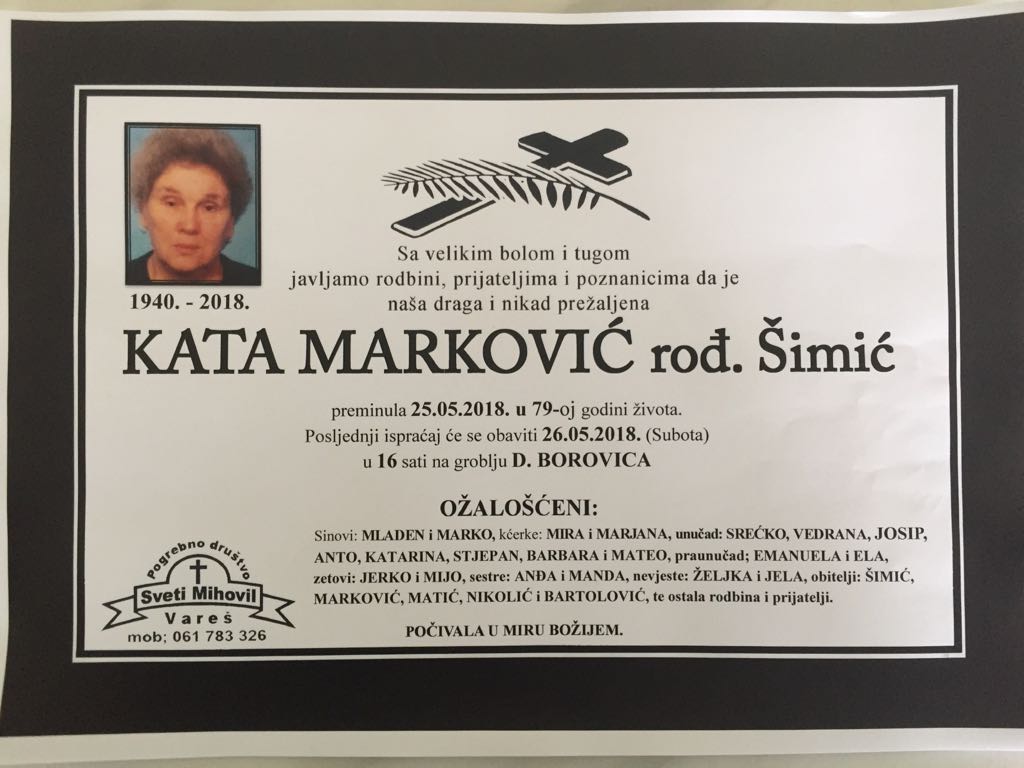 1940. - 2018.
Sa velikim bolom i tugom
javljamo rodbini, prijateljima i poznanicima da je
naša draga i nikad prežaljena
KATA MARKOVIĆ rođ. Šimić
preminula 25.05.2018. u 79-oj godini života.
Posljednji ispraćaj će se obaviti 26.05.2018. (Subota)
u 16 sati na groblju D. BOROVICA
OŽALOŠĆENI:
Sinovi: MLADEN i MARKO, kćerke: MIRA i MARJANA, unučad: SREĆKO, VEDRANA, JOSIP,
ANTO, KATARINA, STJEPAN, BARBARA i MATEO, praunučad; EMANUELA i ELA,
zetovi: JERKO i MIJO, sestre: ANĐA i MANDA, nevjeste: ŽELJKA i JELA, obitelji: ŠIMIĆ,
MARKOVIĆ, MATIĆ, NIKOLIĆ i BARTOLOVIĆ, te ostala rodbina i prijatelji.
POČIVALA U MIRU BOŽIJEM.
Pogrebno društvo
Sveti Mihovil
Vareš
mob; 061 783 326